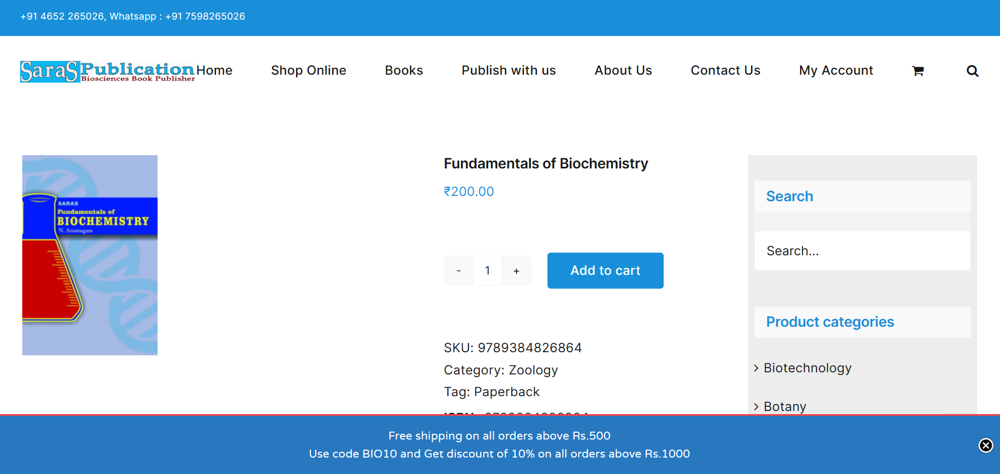 +91 4652 265026, Whatsapp : +91 7598265026
SaraS Publication
Biosciences Book Publisher
Home Shop Online Books Publish with us About Us Contact Us My Account
SARAS
Fundamentals of
BIOCHEMISTRY
N. Arumugam
Fundamentals of Biochemistry
₹200.00
- 1 + Add to cart
SKU: 9789384826864
Category: Zoology
Tag: Paperback
Search
Search...
Product categories
Biotechnology
Botany
Free shipping on all orders above Rs.500
Use code BIO10 and Get discount of 10% on all orders above Rs.1000